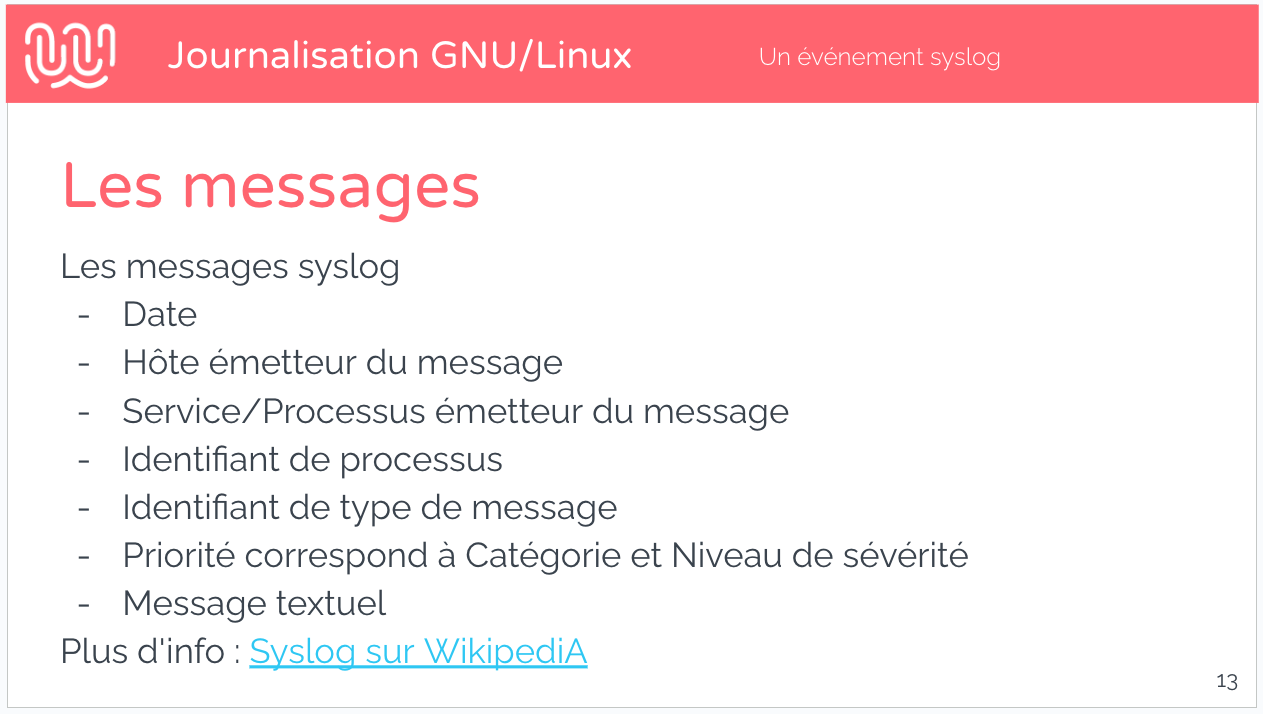 Journalisation GNU/Linux
Un événement syslog
Les messages
Les messages syslog
- Date
- Hôte émetteur du message
- Service/Processus émetteur du message
- Identifiant de processus
- Identifiant de type de message
- Priorité correspond à Catégorie et Niveau de sévérité
- Message textuel
Plus d'info : Syslog sur WikipediA
13